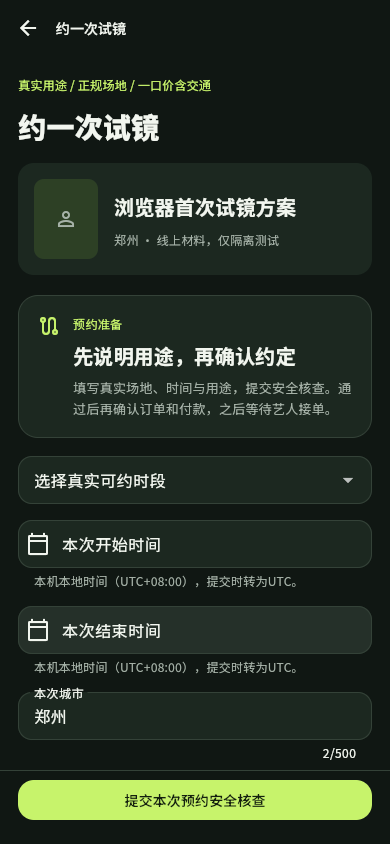 约一次试镜
真实用途 / 正规场地 / 一口价含交通
约一次试镜
浏览器首次试镜方案
郑州 · 线上材料，仅隔离测试
预约准备
先说明用途，再确认约定
填写真实场地、时间与用途，提交安全核查。通
过后再确认订单和付款，之后等待艺人接单。
选择真实可约时段
本次开始时间
本机本地时间（UTC+08:00），提交时转为UTC。
本次结束时间
本机本地时间（UTC+08:00），提交时转为UTC。
本次城市
郑州
2/500
提交本次预约安全核查